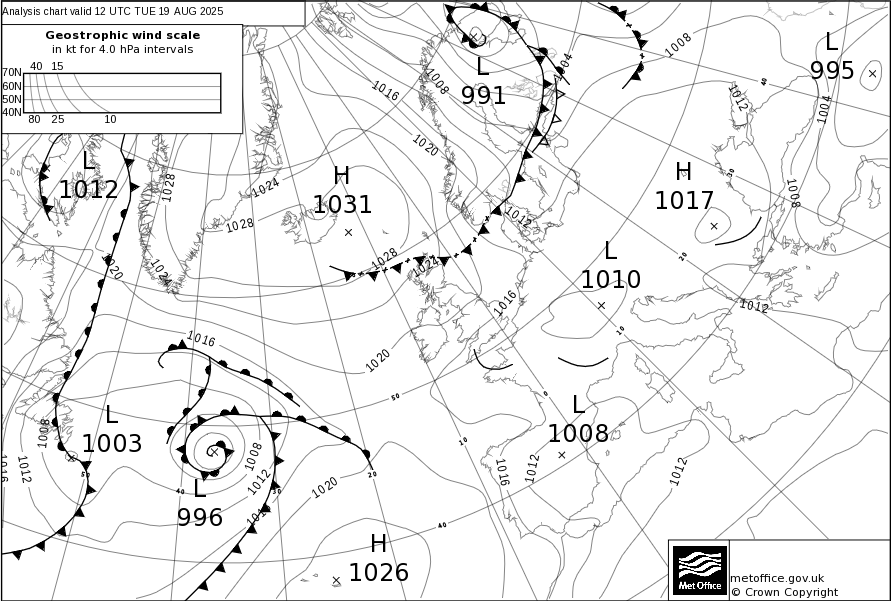 Analysis chart valid 12 UTC TUE 19 AUG 2025
Geostrophic wind scale
in kt for 4.0 hPa intervals
40 15
70N
60N
50N
40N
80 25 10
L
995
L
991
1008
1004
1016
1008
1012
1004
1020
L
1012
H
1031
H
1017
1028
1024
1028
1012
1008
1028
1024
1020
1024
L
1010
1016
1012
1016
1020
L
1003
1008
L
1008
1008
1012
1016
1012
1016
1012
1012
1020
L
996
H
1026
40
30
20
10
0
10
20
30
40
50
40
50
Met Office
metoffice.gov.uk
© Crown Copyright